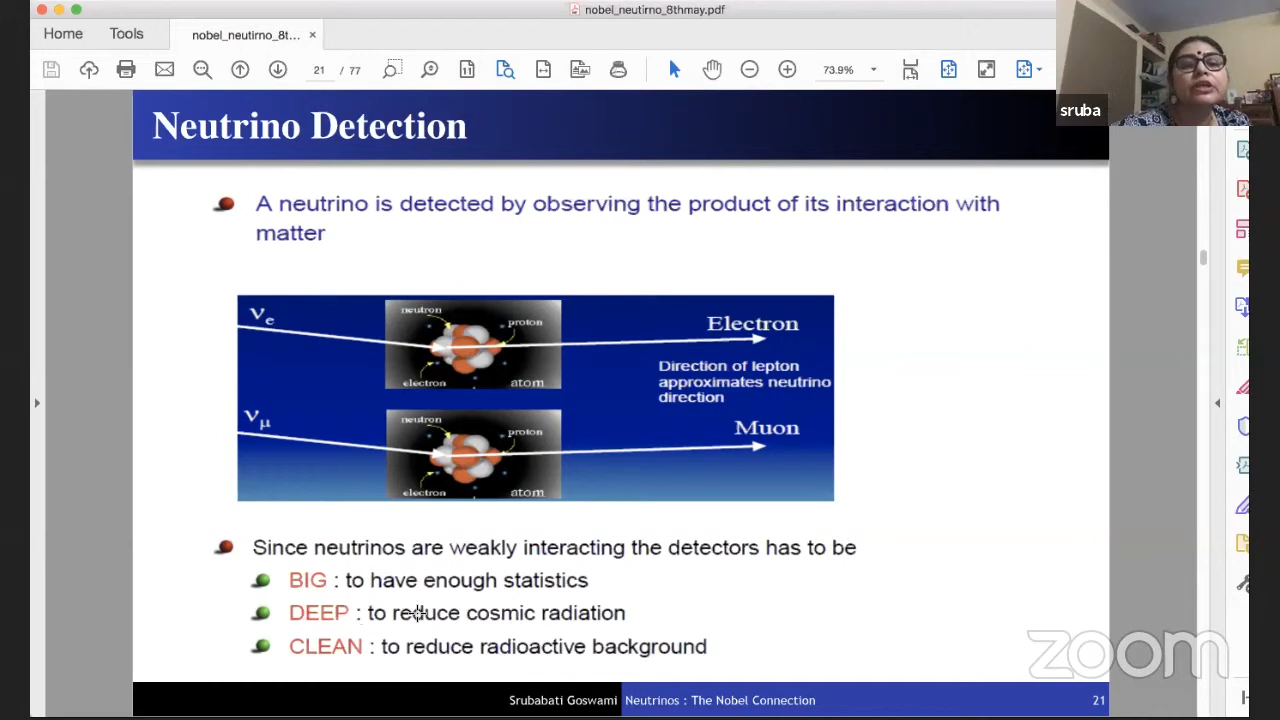 nobel_neutirno_8thmay.pdf
Home Tools nobel_neutirno_8t... ×
21 / 77 73.9%
sruba
Neutrino Detection
A neutrino is detected by observing the product of its interaction with
matter
νe neutron proton electron atom Electron
Direction of lepton
approximates neutrino
direction
νμ neutron proton electron atom Muon
Since neutrinos are weakly interacting the detectors has to be
BIG : to have enough statistics
DEEP : to reduce cosmic radiation
CLEAN : to reduce radioactive background
zoom
Srubabati Goswami Neutrinos : The Nobel Connection 21